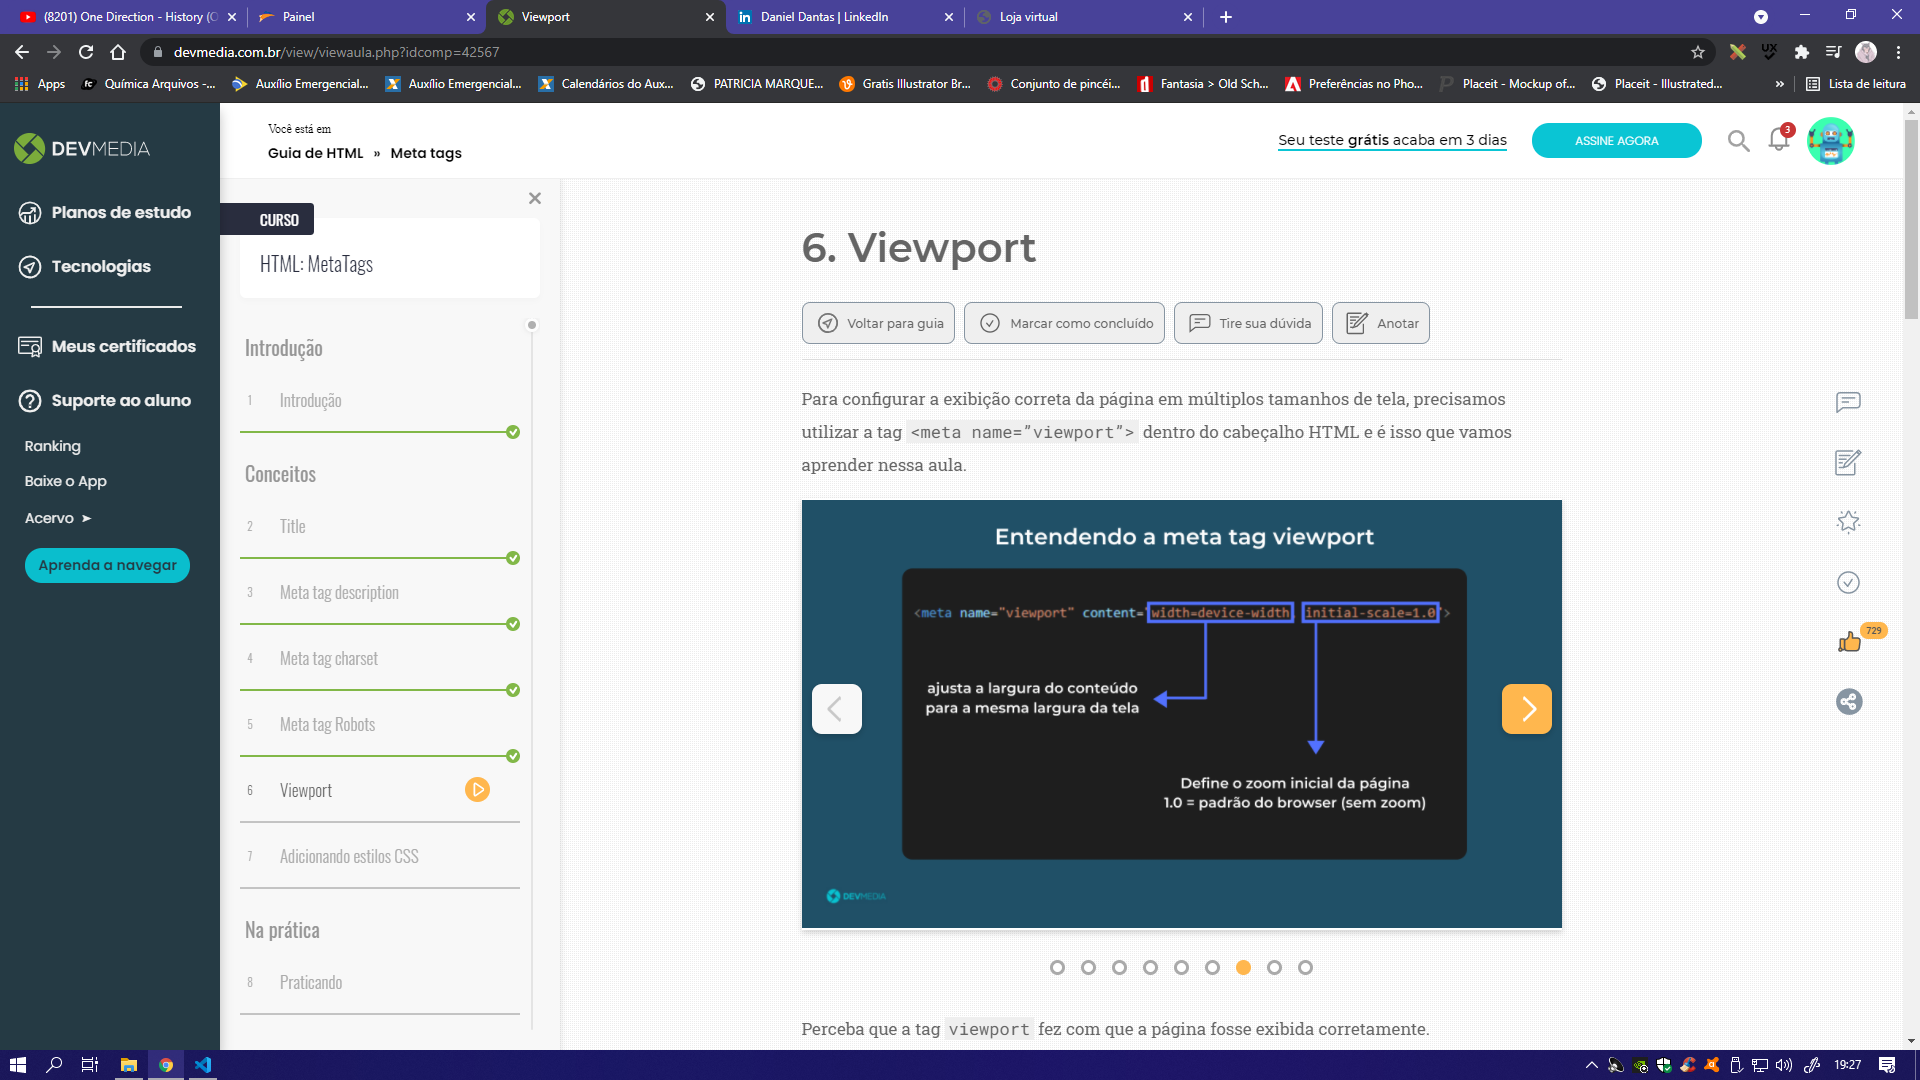 (8201) One Direction - History (O
Painel
Viewport
Daniel Dantas | LinkedIn
Loja virtual
devmedia.com.br/view/viewaula.php?idcomp=42567
Apps
Química Arquivos -...
Auxílio Emergencial...
Auxílio Emergencial...
Calendários do Aux...
PATRICIA MARQUE...
Gratis Illustrator Br...
Conjunto de pincéi...
Fantasia > Old Sch...
Preferências no Pho...
Placeit - Mockup of...
Placeit - Illustrated...
»
Lista de leitura
DEVMEDIA
Planos de estudo
Tecnologias
Meus certificados
Suporte ao aluno
Ranking
Baixe o App
Acervo ➤
Aprenda a navegar
Você está em
Guia de HTML » Meta tags
Seu teste grátis acaba em 3 dias
ASSINE AGORA
3
CURSO
HTML: MetaTags
Introdução
1 Introdução
Conceitos
2 Title
3 Meta tag description
4 Meta tag charset
5 Meta tag Robots
6 Viewport
7 Adicionando estilos CSS
Na prática
8 Praticando
6. Viewport
Voltar para guia
Marcar como concluído
Tire sua dúvida
Anotar
Para configurar a exibição correta da página em múltiplos tamanhos de tela, precisamos
utilizar a tag <meta name=”viewport”> dentro do cabeçalho HTML e é isso que vamos
aprender nessa aula.
Entendendo a meta tag viewport
<meta name="viewport" content="width=device-width, initial-scale=1.0">
ajusta a largura do conteúdo
para a mesma largura da tela
Define o zoom inicial da página
1.0 = padrão do browser (sem zoom)
DEVMEDIA
Perceba que a tag viewport fez com que a página fosse exibida corretamente.
729
19:27